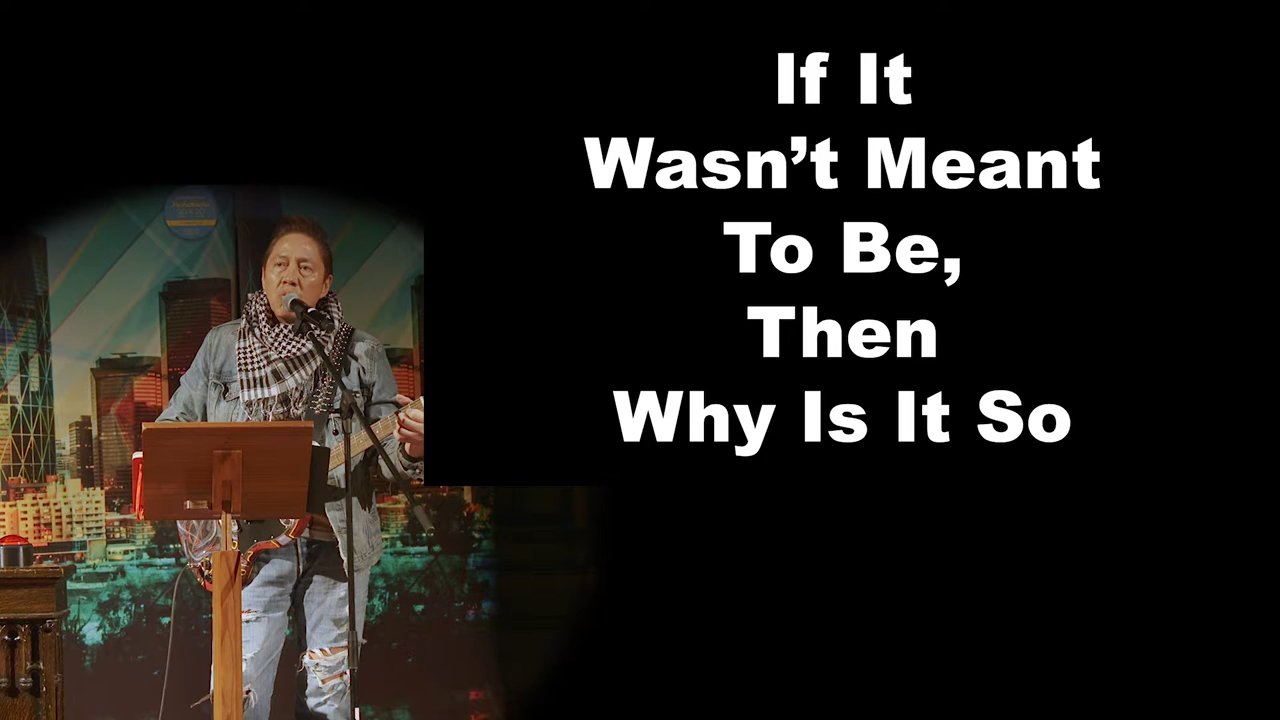 If It
Wasn’t Meant
To Be,
Then
Why Is It So